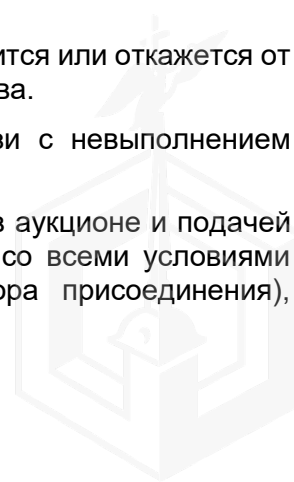 ится или откажется от
ва.
зи с невыполнением
в аукционе и подачей
со всеми условиями
ора присоединения),